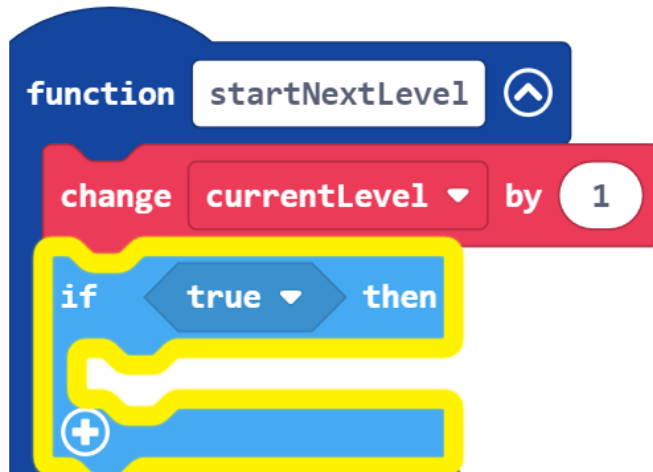 function startNextLevel
change currentLevel by 1
if true then